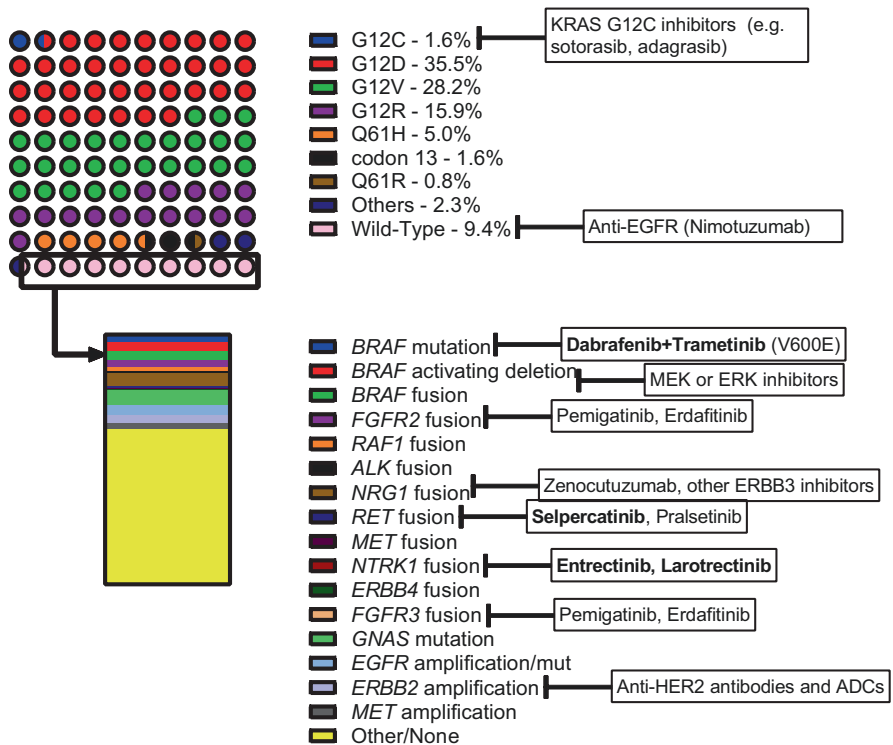 G12C - 1.6%
KRAS G12C inhibitors (e.g.
sotorasib, adagrasib)
G12D - 35.5%
G12V - 28.2%
G12R - 15.9%
Q61H - 5.0%
codon 13 - 1.6%
Q61R - 0.8%
Others - 2.3%
Wild-Type - 9.4%
Anti-EGFR (Nimotuzumab)
BRAF mutation
Dabrafenib+Trametinib (V600E)
BRAF activating deletion
MEK or ERK inhibitors
BRAF fusion
FGFR2 fusion
Pemigatinib, Erdafitinib
RAF1 fusion
ALK fusion
NRG1 fusion
Zenocutuzumab, other ERBB3 inhibitors
RET fusion
Selpercatinib, Pralsetinib
MET fusion
NTRK1 fusion
Entrectinib, Larotrectinib
ERBB4 fusion
FGFR3 fusion
Pemigatinib, Erdafitinib
GNAS mutation
EGFR amplification/mut
ERBB2 amplification
Anti-HER2 antibodies and ADCs
MET amplification
Other/None